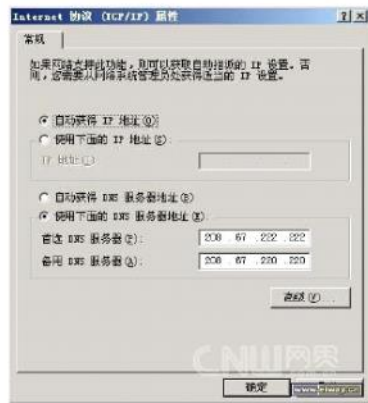 Internet 协议 (TCP/IP) 属性
常规
如果网络支持此功能，则可以获取自动指派的 IP 设置。否
则，您需要从网络系统管理员处获得适当的 IP 设置。
自动获得 IP 地址(O)
使用下面的 IP 地址(S):
IP 地址(I):
自动获得 DNS 服务器地址(B)
使用下面的 DNS 服务器地址(E):
首选 DNS 服务器(P): 208 . 67 . 222 . 222
备用 DNS 服务器(A): 208 . 67 . 220 . 220
高级(V)...
CNW网界
确定